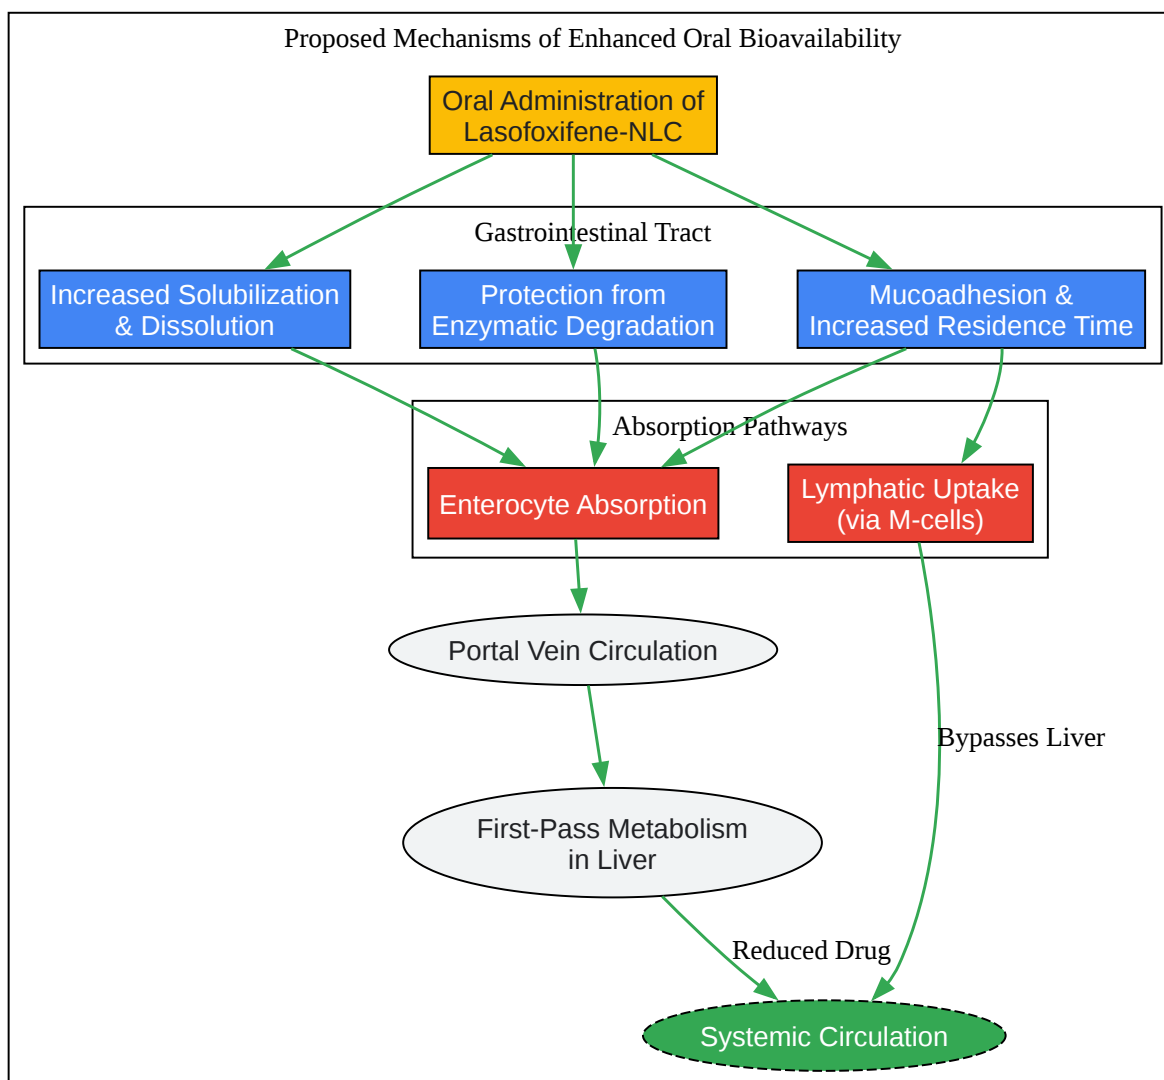 Proposed Mechanisms of Enhanced Oral Bioavailability
Oral Administration of
Lasofoxifene-NLC
Gastrointestinal Tract
Increased Solubilization
& Dissolution
Protection from
Enzymatic Degradation
Mucoadhesion &
Increased Residence Time
Absorption Pathways
Enterocyte Absorption
Lymphatic Uptake
(via M-cells)
Portal Vein Circulation
Bypasses Liver
First-Pass Metabolism
in Liver
Reduced Drug
Systemic Circulation